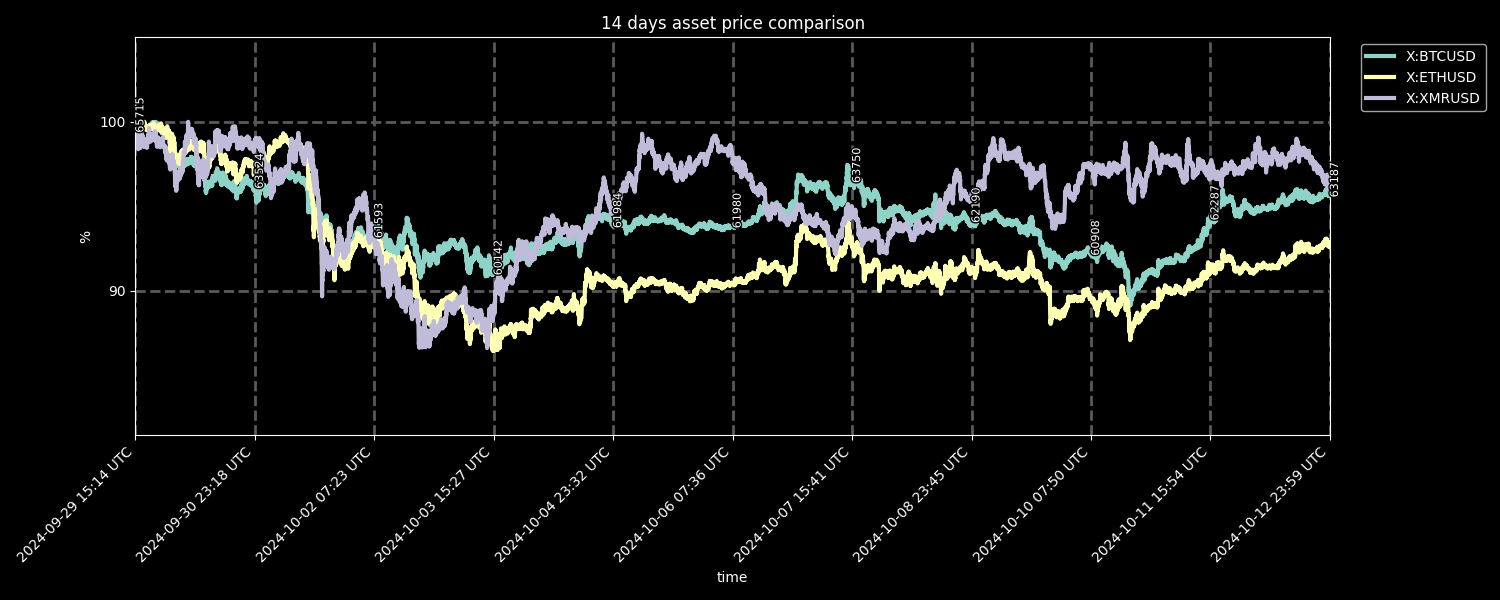 14 days asset price comparison
X:BTCUSD
X:ETHUSD
X:XMRUSD
100
90
%
65715
63524
61593
60142
61984
61980
63750
62190
60908
62287
63187
2024-09-29 15:14 UTC
2024-09-30 23:18 UTC
2024-10-02 07:23 UTC
2024-10-03 15:27 UTC
2024-10-04 23:32 UTC
2024-10-06 07:36 UTC
2024-10-07 15:41 UTC
2024-10-08 23:45 UTC
2024-10-10 07:50 UTC
2024-10-11 15:54 UTC
2024-10-12 23:59 UTC
time